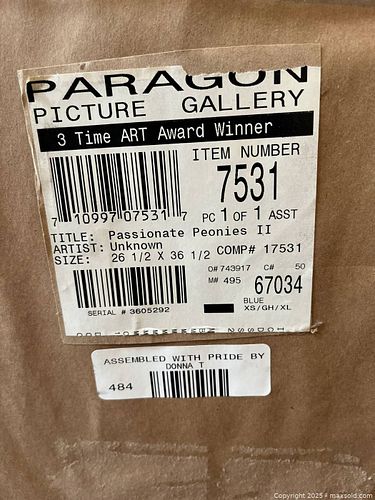 PARAGON
PICTURE GALLERY
3 Time ART Award Winner
ITEM NUMBER
7531
7 10997 07531 7
PC 1 OF 1 ASST
TITLE: Passionate Peonies II
ARTIST: Unknown
SIZE: 26 1/2 X 36 1/2 COMP# 17531
O# 743917 C# 50
M# 495 67034
BLUE
SERIAL # 3605292
XS/GH/XL
ASSEMBLED WITH PRIDE BY
DONNA T
484
Copyright 2025 • maxsold.com